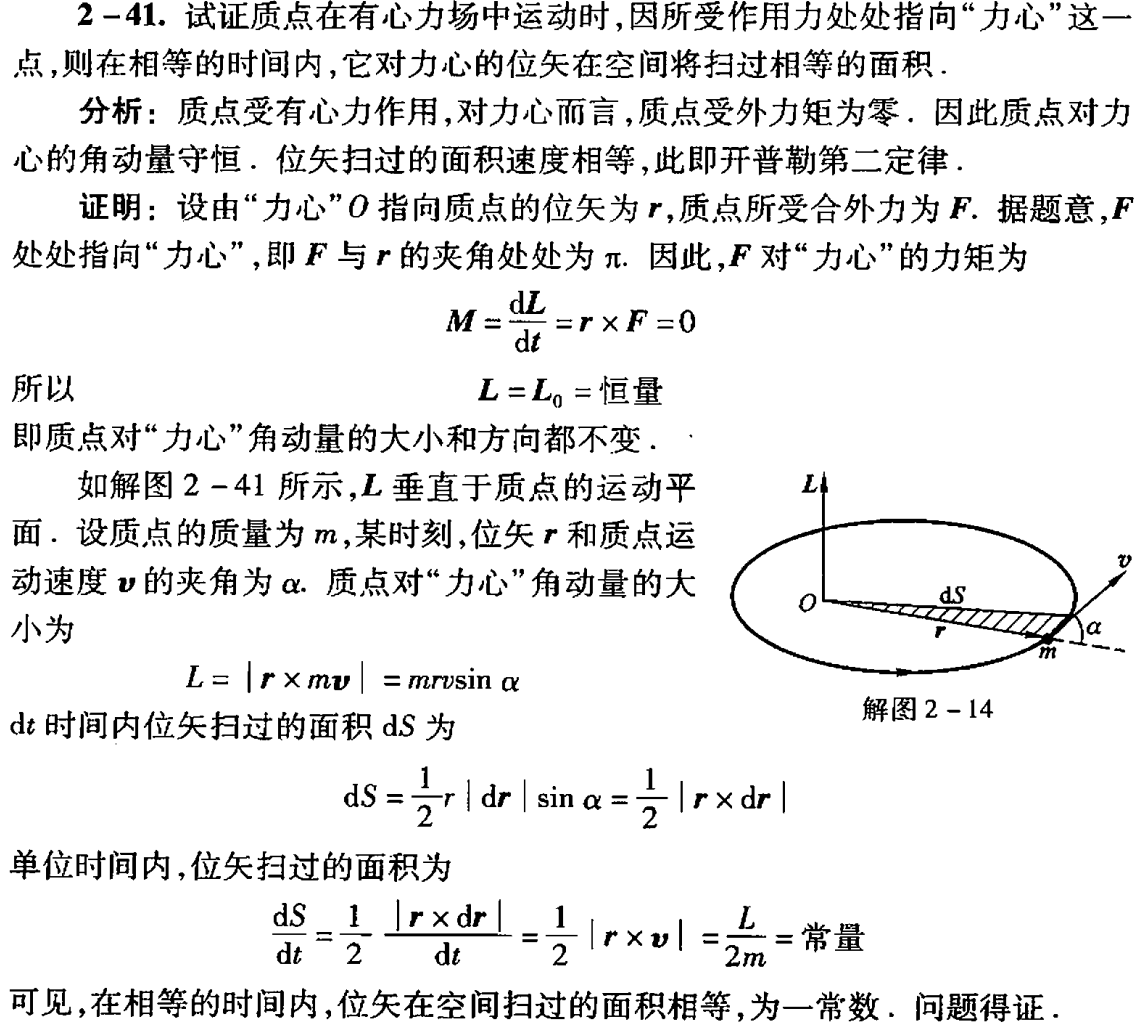 2-41. 试证质点在有心力场中运动时,因所受作用力处处指向“力心”这一
点,则在相等的时间内,它对力心的位矢在空间将扫过相等的面积.
分析: 质点受有心力作用,对力心而言,质点受外力矩为零. 因此质点对力
心的角动量守恒. 位矢扫过的面积速度相等,此即开普勒第二定律.
证明: 设由“力心”O指向质点的位矢为r,质点所受合外力为F. 据题意,F
处处指向“力心”,即F与r的夹角处处为π. 因此,F对“力心”的力矩为
M = dL/dt = r × F = 0
所以 L = L₀ = 恒量
即质点对“力心”角动量的大小和方向都不变.
如解图2-41所示,L垂直于质点的运动平
面. 设质点的质量为m,某时刻,位矢r和质点运
动速度v的夹角为α. 质点对“力心”角动量的大
小为
L = |r × mv| = mrvsin α
dt时间内位矢扫过的面积dS为
L
O
dS
r
m
α
v
解图2-14
dS = 1/2 r|dr|sin α = 1/2 |r × dr|
单位时间内,位矢扫过的面积为
dS/dt = 1/2 |r × dr|/dt = 1/2 |r × v| = L/2m = 常量
可见,在相等的时间内,位矢在空间扫过的面积相等,为一常数. 问题得证.